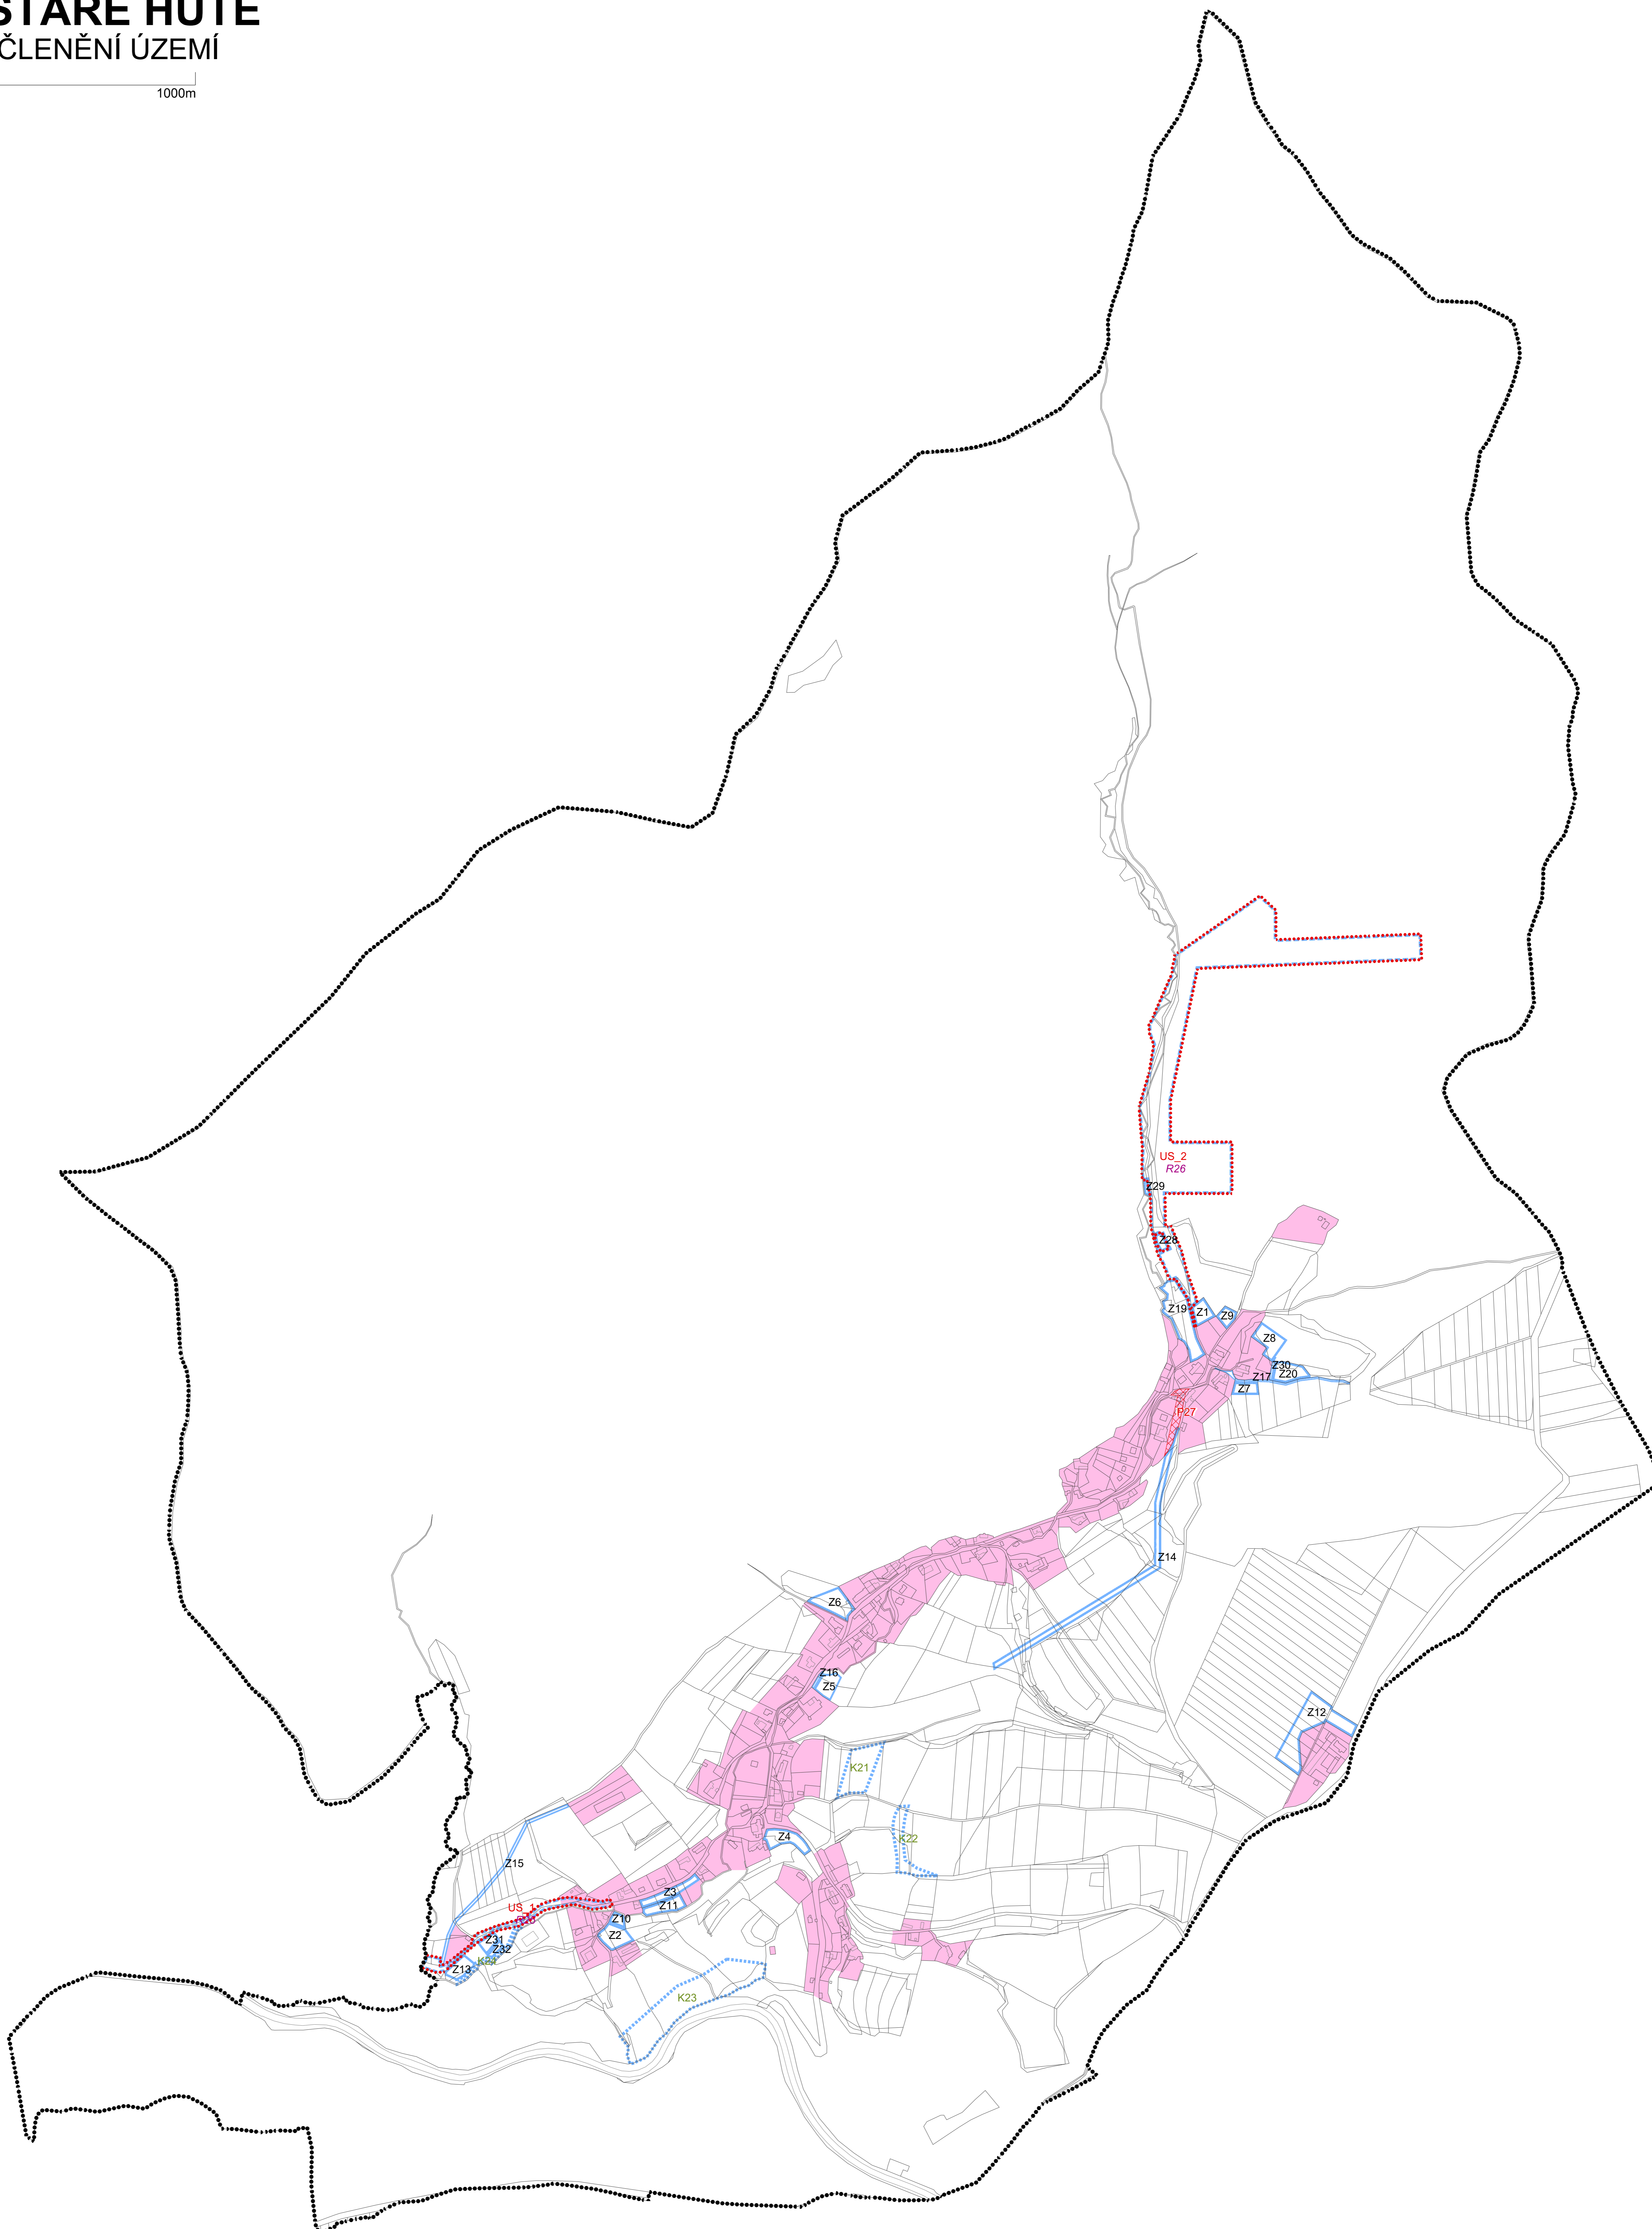 STARÉ HUTĚ
ČLENĚNÍ ÚZEMÍ
1000m
US_2
R26
Z29
Z28
Z19
Z1
Z9
Z8
Z30
Z20
Z17
Z7
P27
Z14
Z6
Z16
Z5
Z12
K21
K22
Z4
Z15
Z3
Z11
US_1
Z10
Z2
Z31
Z32
Z13
K23